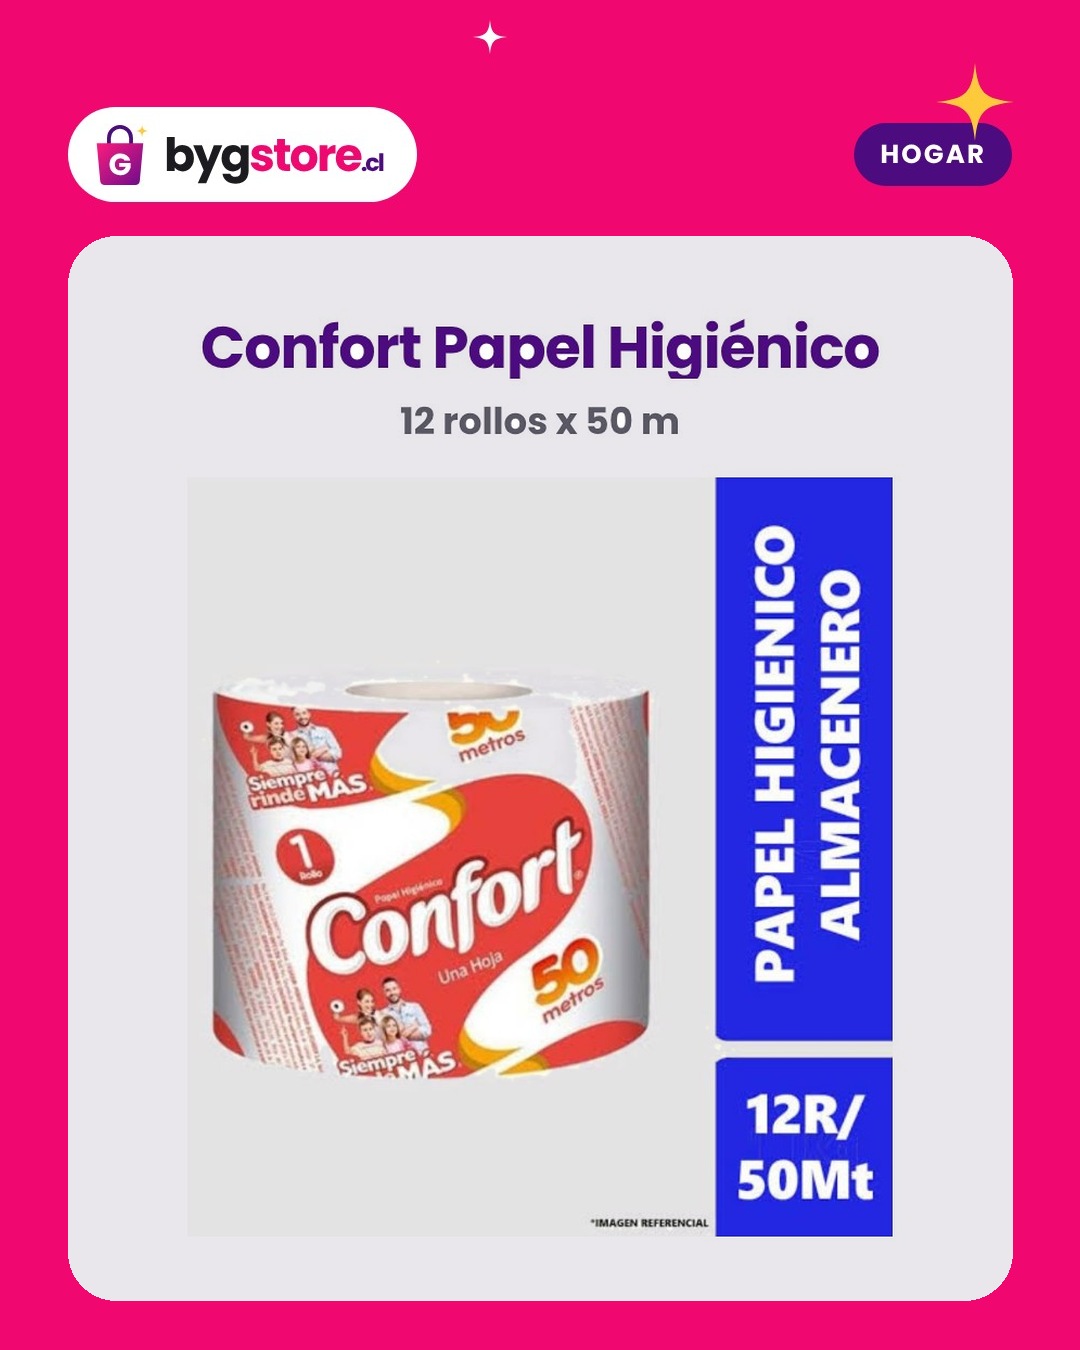 bygstore.cl
G
HOGAR
Confort Papel Higiénico
12 rollos x 50 m
50
metros
Siempre
rinde MÁS
1
Rollo
Papel Higiénico
Confort®
Una Hoja
50
metros
Siempre
MÁS
PAPEL HIGIENICO
ALMACENERO
12R/
50Mt
*IMAGEN REFERENCIAL